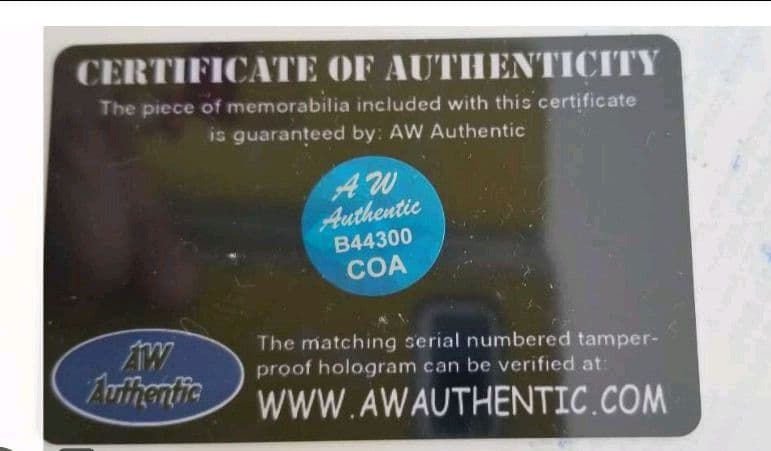 CERTIFICATE OF AUTHENTICITY
The piece of memorabilia included with this certificate
is guaranteed by: AW Authentic
AW
Authentic
B44300
COA
AW
Authentic
The matching serial numbered tamper-
proof hologram can be verified at:
WWW.AWAUTHENTIC.COM